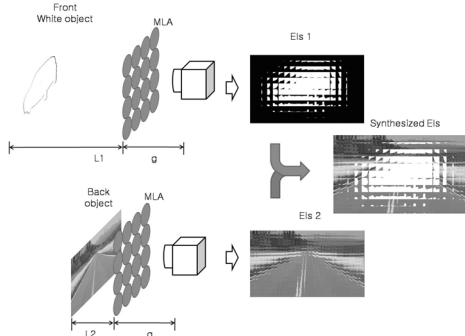 Front
White object
MLA
EIs 1
L1
g
Synthesized EIs
Back
object
MLA
EIs 2
L2
g